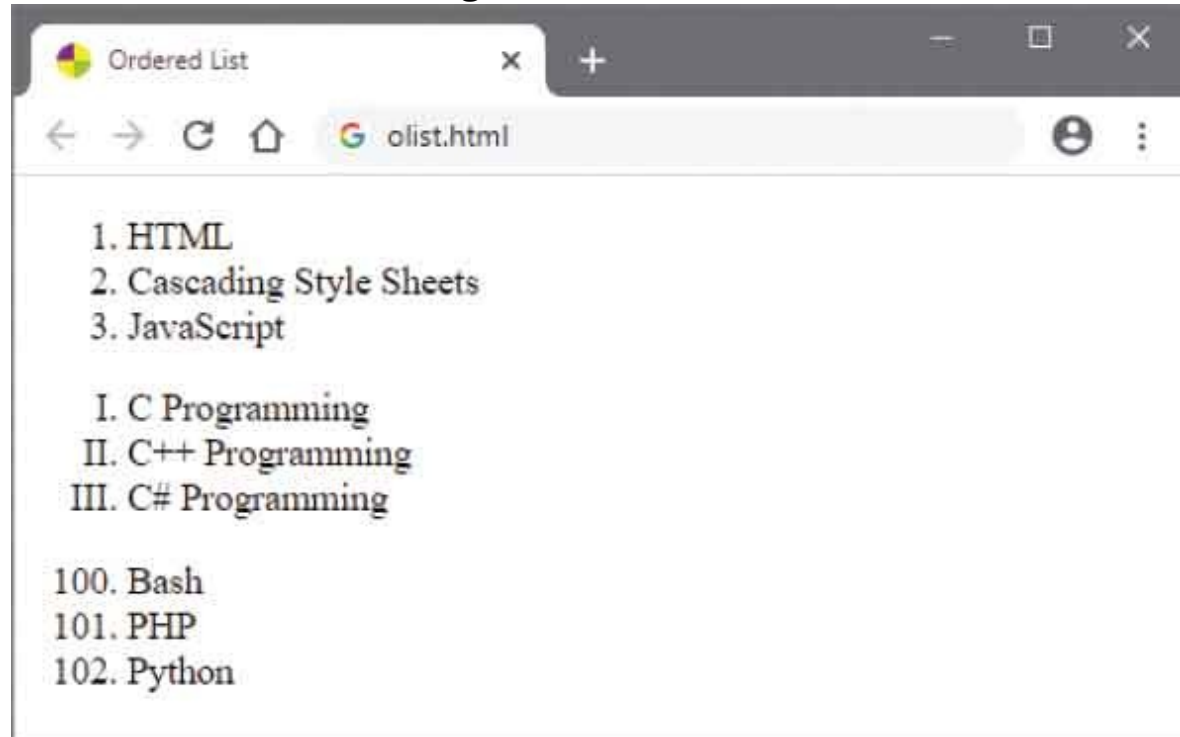 Ordered List
olist.html
1. HTML
2. Cascading Style Sheets
3. JavaScript
I. C Programming
II. C++ Programming
III. C# Programming
100. Bash
101. PHP
102. Python